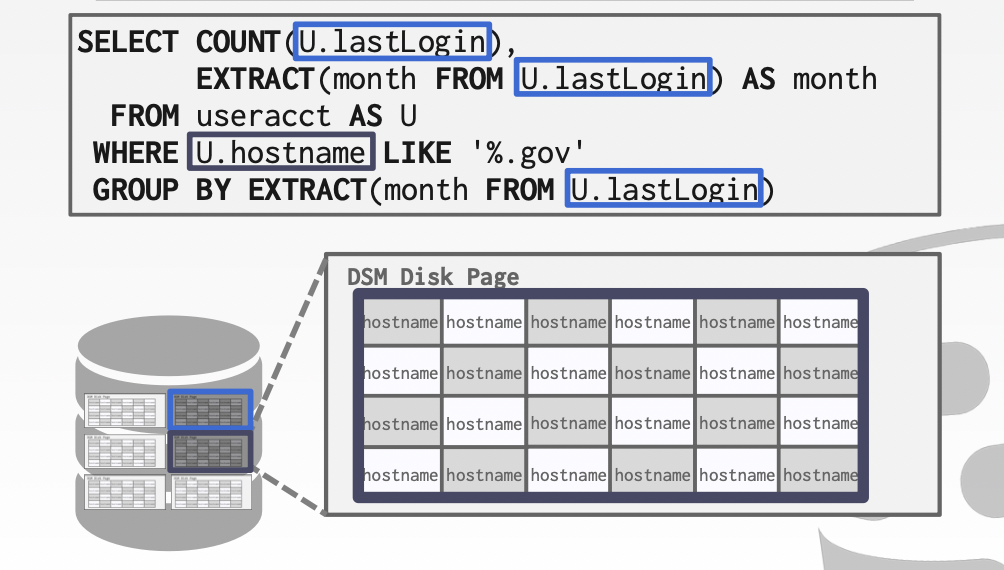 SELECT COUNT(U.lastLogin),
EXTRACT(month FROM U.lastLogin) AS month
FROM useracct AS U
WHERE U.hostname LIKE '%.gov'
GROUP BY EXTRACT(month FROM U.lastLogin)
DSM Disk Page
hostname hostname hostname hostname hostname hostname
hostname hostname hostname hostname hostname hostname
hostname hostname hostname hostname hostname hostname
hostname hostname hostname hostname hostname hostname